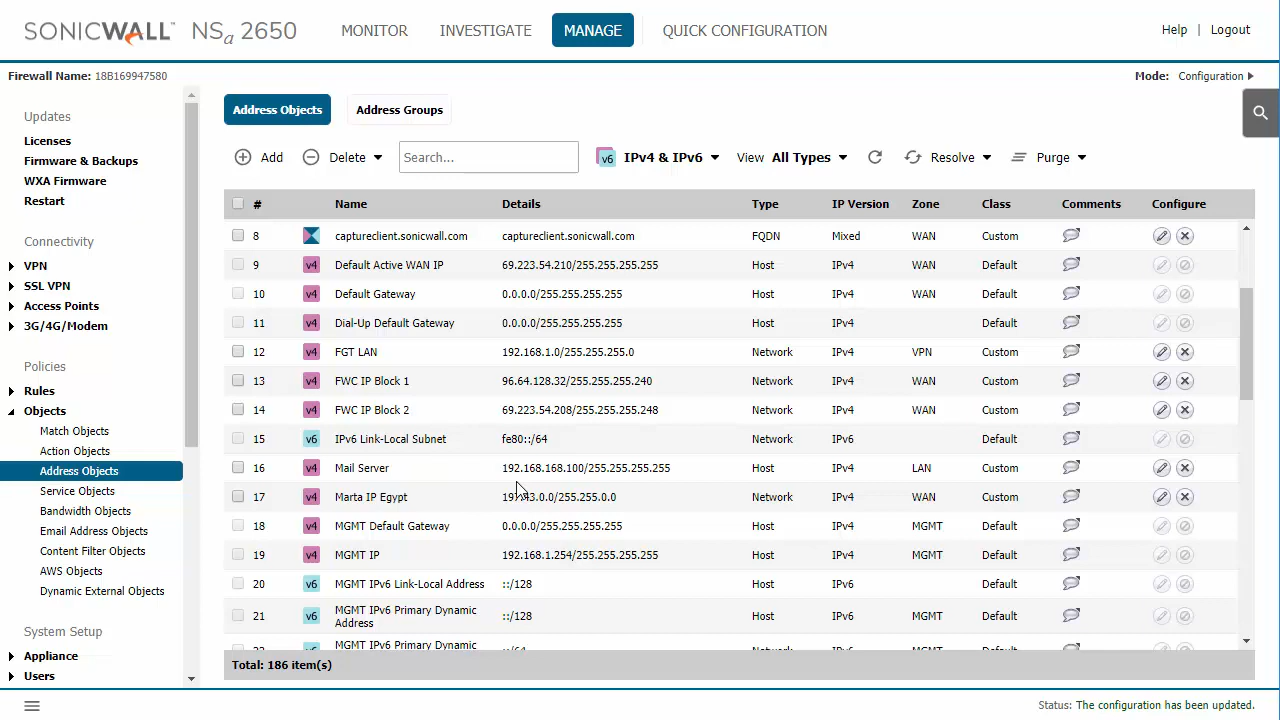 SONICWALL NSa 2650 MONITOR INVESTIGATE MANAGE QUICK CONFIGURATION Help | Logout
Firewall Name: 18B169947580 Mode: Configuration
Updates
Licenses
Firmware & Backups
WXA Firmware
Restart
Connectivity
VPN
SSL VPN
Access Points
3G/4G/Modem
Policies
Rules
Objects
Match Objects
Action Objects
Address Objects
Service Objects
Bandwidth Objects
Email Address Objects
Content Filter Objects
AWS Objects
Dynamic External Objects
System Setup
Appliance
Users
Address Objects Address Groups
Add Delete Search... v6 IPv4 & IPv6 View All Types Resolve Purge
# Name Details Type IP Version Zone Class Comments Configure
8 captureclient.sonicwall.com captureclient.sonicwall.com FQDN Mixed WAN Custom
9 v4 Default Active WAN IP 69.223.54.210/255.255.255.255 Host IPv4 WAN Default
10 v4 Default Gateway 0.0.0.0/255.255.255.255 Host IPv4 WAN Default
11 v4 Dial-Up Default Gateway 0.0.0.0/255.255.255.255 Host IPv4 Default
12 v4 FGT LAN 192.168.1.0/255.255.255.0 Network IPv4 VPN Custom
13 v4 FWC IP Block 1 96.64.128.32/255.255.255.240 Network IPv4 WAN Custom
14 v4 FWC IP Block 2 69.223.54.208/255.255.255.248 Network IPv4 WAN Custom
15 v6 IPv6 Link-Local Subnet fe80::/64 Network IPv6 Default
16 v4 Mail Server 192.168.168.100/255.255.255.255 Host IPv4 LAN Custom
17 v4 Marta IP Egypt Network IPv4 WAN Custom
18 v4 MGMT Default Gateway 0.0.0.0/255.255.255.255 Host IPv4 MGMT Default
19 v4 MGMT IP 192.168.1.254/255.255.255.255 Host IPv4 MGMT Default
20 v6 MGMT IPv6 Link-Local Address ::/128 Host IPv6 Default
21 v6 MGMT IPv6 Primary Dynamic Address ::/128 Host IPv6 MGMT Default
MGMT IPv6 Primary Dynamic
Total: 186 item(s)
Status: The configuration has been updated.